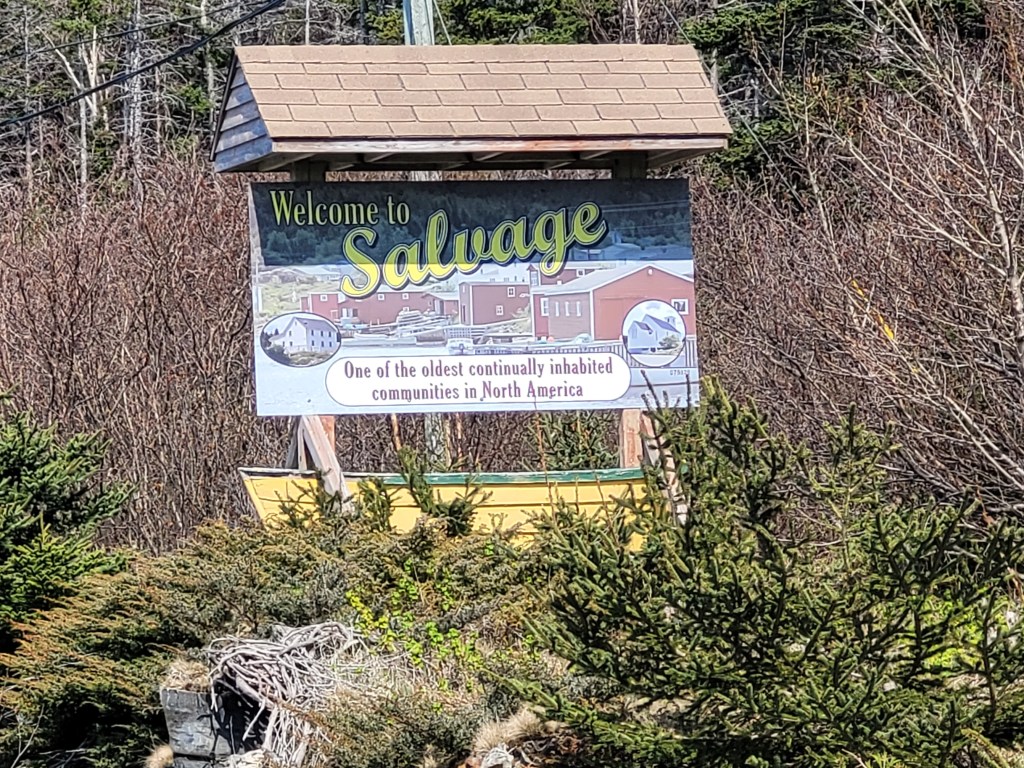 Welcome to
Salvage
One of the oldest continually inhabited
communities in North America